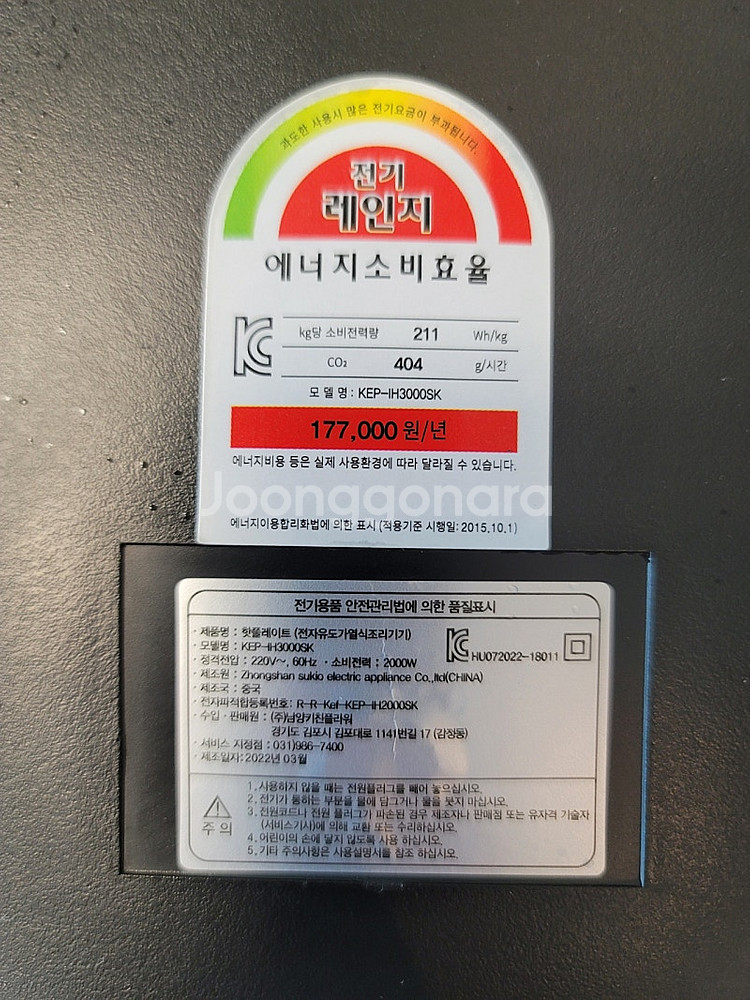 과도한 사용시 많은 전기요금이 부과됩니다.
전기
레인지
에너지소비효율
kg당 소비전력량 211 Wh/kg
CO₂ 404 g/시간
모 델 명 : KEP-IH3000SK
177,000 원/년
에너지비용 등은 실제 사용환경에 따라 달라질 수 있습니다.
Joonggonara
에너지이용합리화법에 의한 표시 (적용기준 시행일: 2015.10.1)
전기용품 안전관리법에 의한 품질표시
· 제품명 : 핫플레이트 (전자유도가열식조리기기)
· 모델명 : KEP-IH3000SK
· 정격전압 : 220V~, 60Hz · 소비전력 : 2000W
HU072022-18011
· 제조원 : Zhongshan sukio electric appliance Co.,ltd(CHINA)
· 제조국 : 중국
· 전자파적합등록번호: R-R-Kef-KEP-IH2000SK
· 수입 · 판매원 : (주)남양키친플라워
경기도 김포시 김포대로 1141번길 17 (감정동)
· 서비스 지정점 : 031)986-7400
· 제조일자: 2022년 03월
주 의
1. 사용하지 않을 때는 전원플러그를 빼어 놓으십시오.
2. 전기가 통하는 부분을 물에 담그거나 물을 붓지 마십시오.
3. 전원코드나 전원 플러그가 파손된 경우 제조자나 판매점 또는 유자격 기술자
(서비스기사)에 의해 교환 또는 수리하십시오.
4. 어린이의 손에 닿지 않도록 사용 하십시오.
5. 기타 주의사항은 사용설명서를 참조 하십시오.